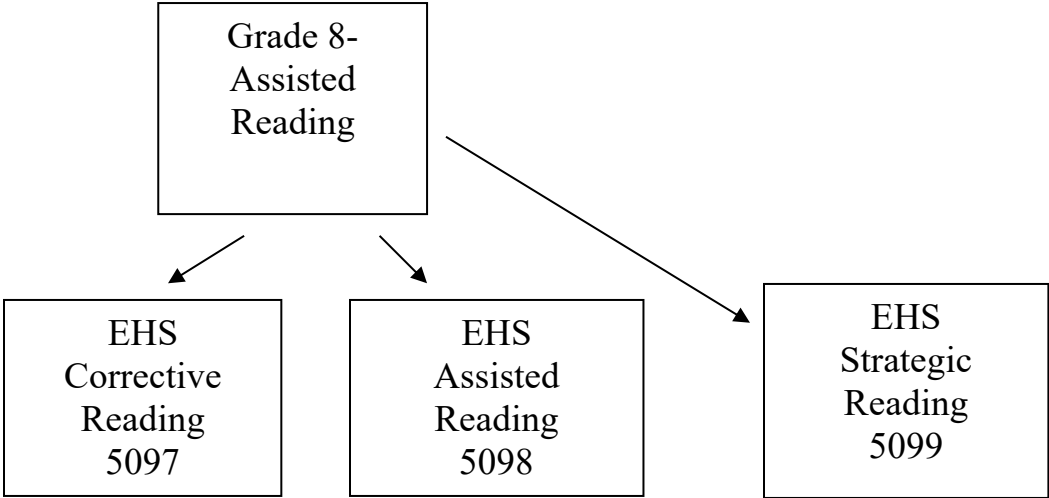 Grade 8-
Assisted
Reading
EHS
Corrective
Reading
5097
EHS
Assisted
Reading
5098
EHS
Strategic
Reading
5099